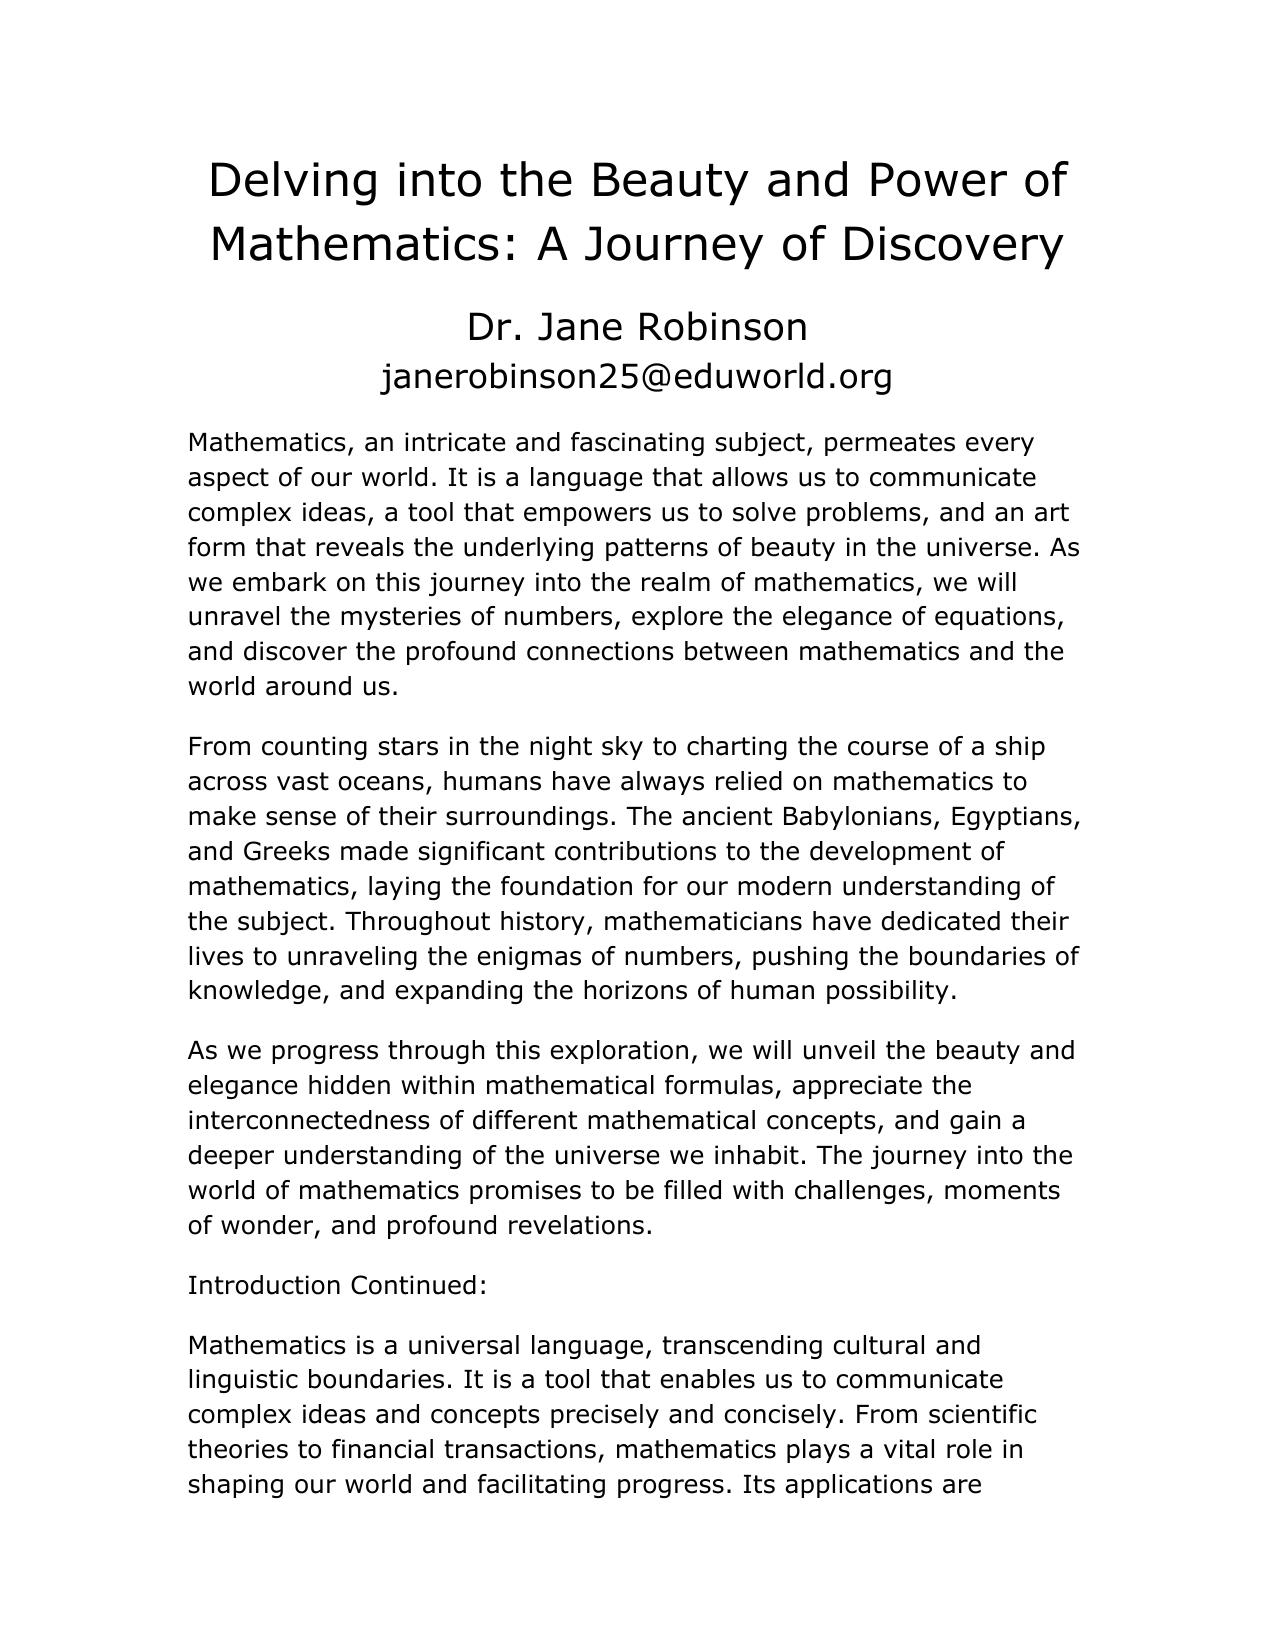 Delving into the Beauty and Power of
Mathematics: A Journey of Discovery
Dr. Jane Robinson
janerobinson25@eduworld.org
Mathematics, an intricate and fascinating subject, permeates every
aspect of our world. It is a language that allows us to communicate
complex ideas, a tool that empowers us to solve problems, and an art
form that reveals the underlying patterns of beauty in the universe. As
we embark on this journey into the realm of mathematics, we will
unravel the mysteries of numbers, explore the elegance of equations,
and discover the profound connections between mathematics and the
world around us.
From counting stars in the night sky to charting the course of a ship
across vast oceans, humans have always relied on mathematics to
make sense of their surroundings. The ancient Babylonians, Egyptians,
and Greeks made significant contributions to the development of
mathematics, laying the foundation for our modern understanding of
the subject. Throughout history, mathematicians have dedicated their
lives to unraveling the enigmas of numbers, pushing the boundaries of
knowledge, and expanding the horizons of human possibility.
As we progress through this exploration, we will unveil the beauty and
elegance hidden within mathematical formulas, appreciate the
interconnectedness of different mathematical concepts, and gain a
deeper understanding of the universe we inhabit. The journey into the
world of mathematics promises to be filled with challenges, moments
of wonder, and profound revelations.
Introduction Continued:
Mathematics is a universal language, transcending cultural and
linguistic boundaries. It is a tool that enables us to communicate
complex ideas and concepts precisely and concisely. From scientific
theories to financial transactions, mathematics plays a vital role in
shaping our world and facilitating progress. Its applications are